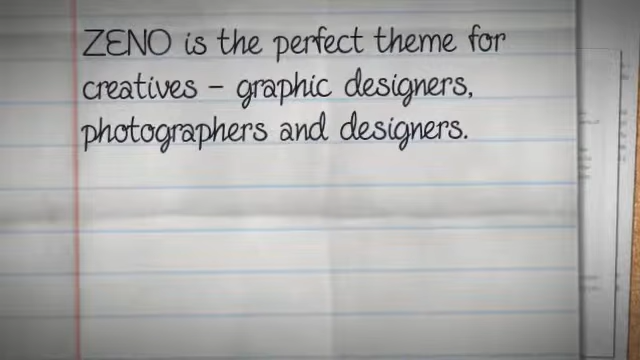 ZENO is the perfect theme for
creatives – graphic designers,
photographers and designers.